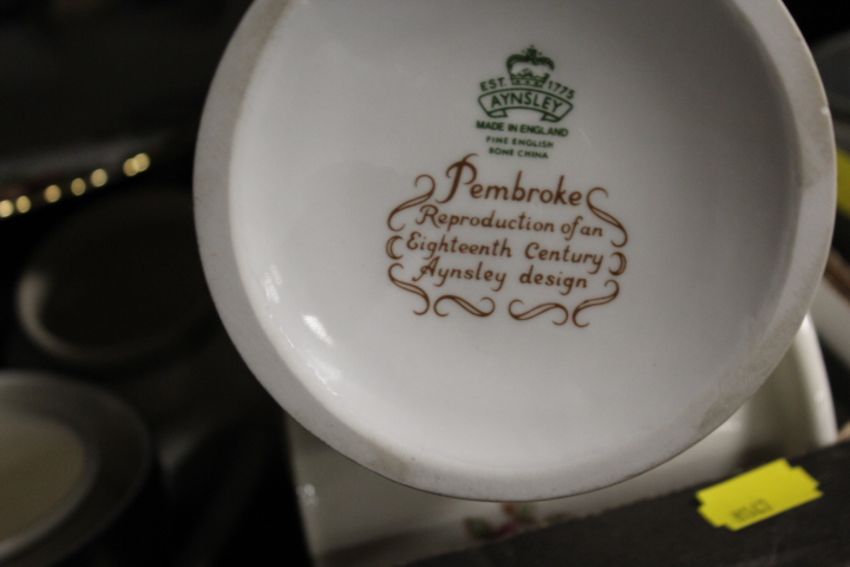 EST. 1775
AYNSLEY
MADE IN ENGLAND
FINE ENGLISH
BONE CHINA
Pembroke
Reproduction of an
Eighteenth Century
Aynsley design